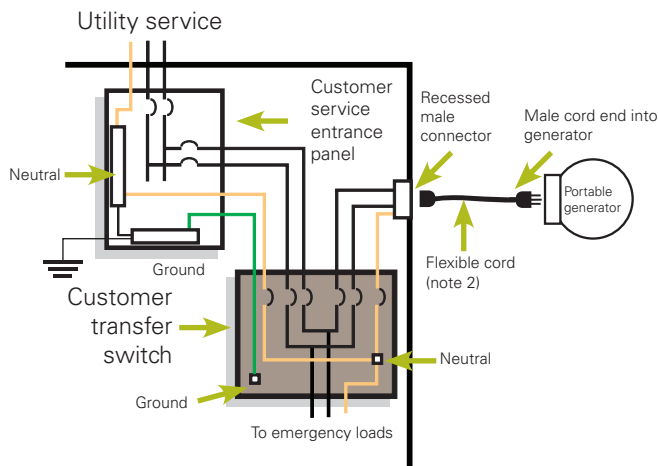 Utility service
Customer
service
entrance
panel
Recessed
male
connector
Male cord end into
generator
Neutral
Portable
generator
Ground
Flexible cord
(note 2)
Customer
transfer
switch
Neutral
Ground
To emergency loads